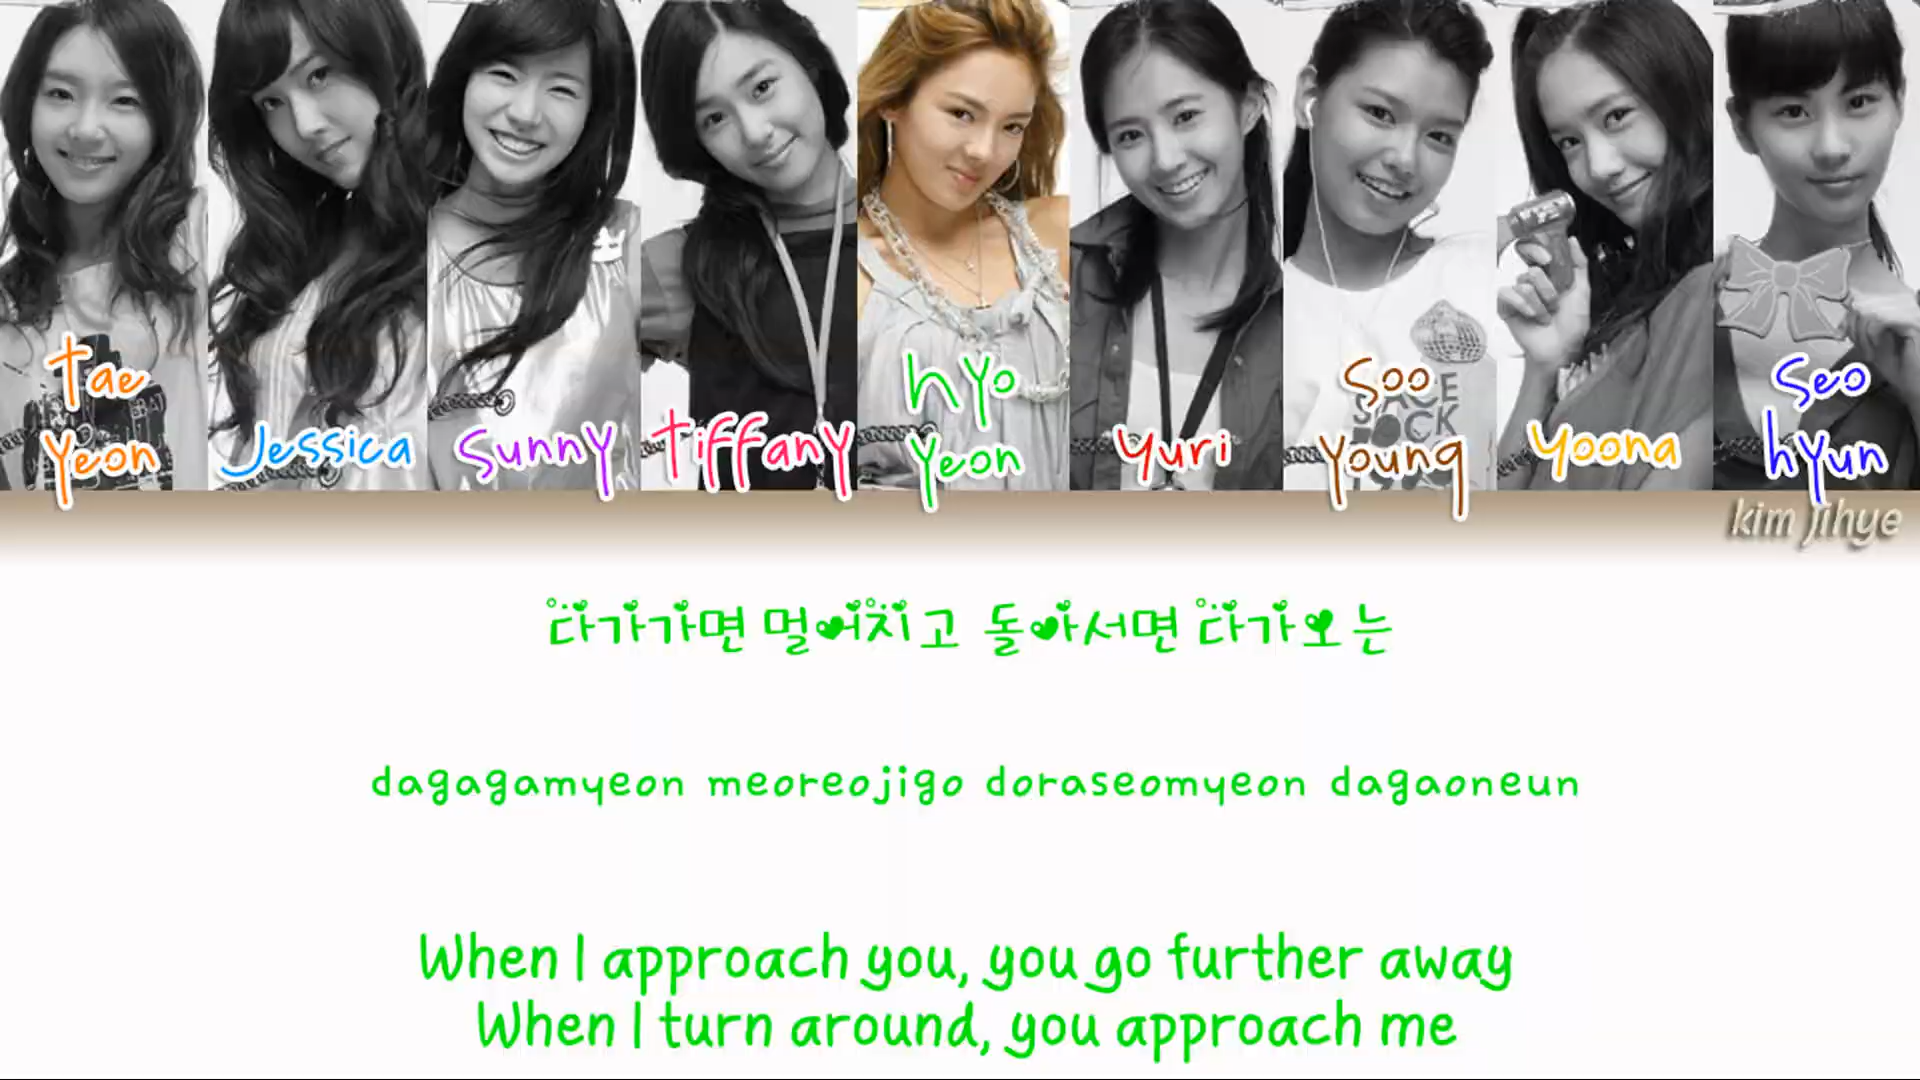 Tae
Yeon
Jessica
Sunny
Tiffany
Hyo
Yeon
Yuri
Soo
Young
Yoona
Seo
hyun
kim jihye
다가가면 멀어지고 돌아서면 다가오는
dagagamyeon meoreojigo doraseomyeon dagaoneun
When I approach you, you go further away
When I turn around, you approach me